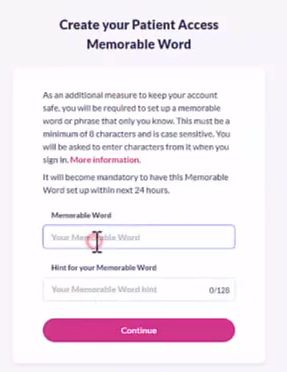 Create your Patient Access
Memorable Word
As an additional measure to keep your account
safe, you will be required to set up a memorable
word or phrase that only you know. This must be a
minimum of 8 characters and is case sensitive. You
will be asked to enter characters from it when you
sign in. More information.
It will become mandatory to have this Memorable
Word set up within next 24 hours.
Memorable Word
Your Memorable Word
Hint for your Memorable Word
Your Memorable Word hint
0/128
Continue